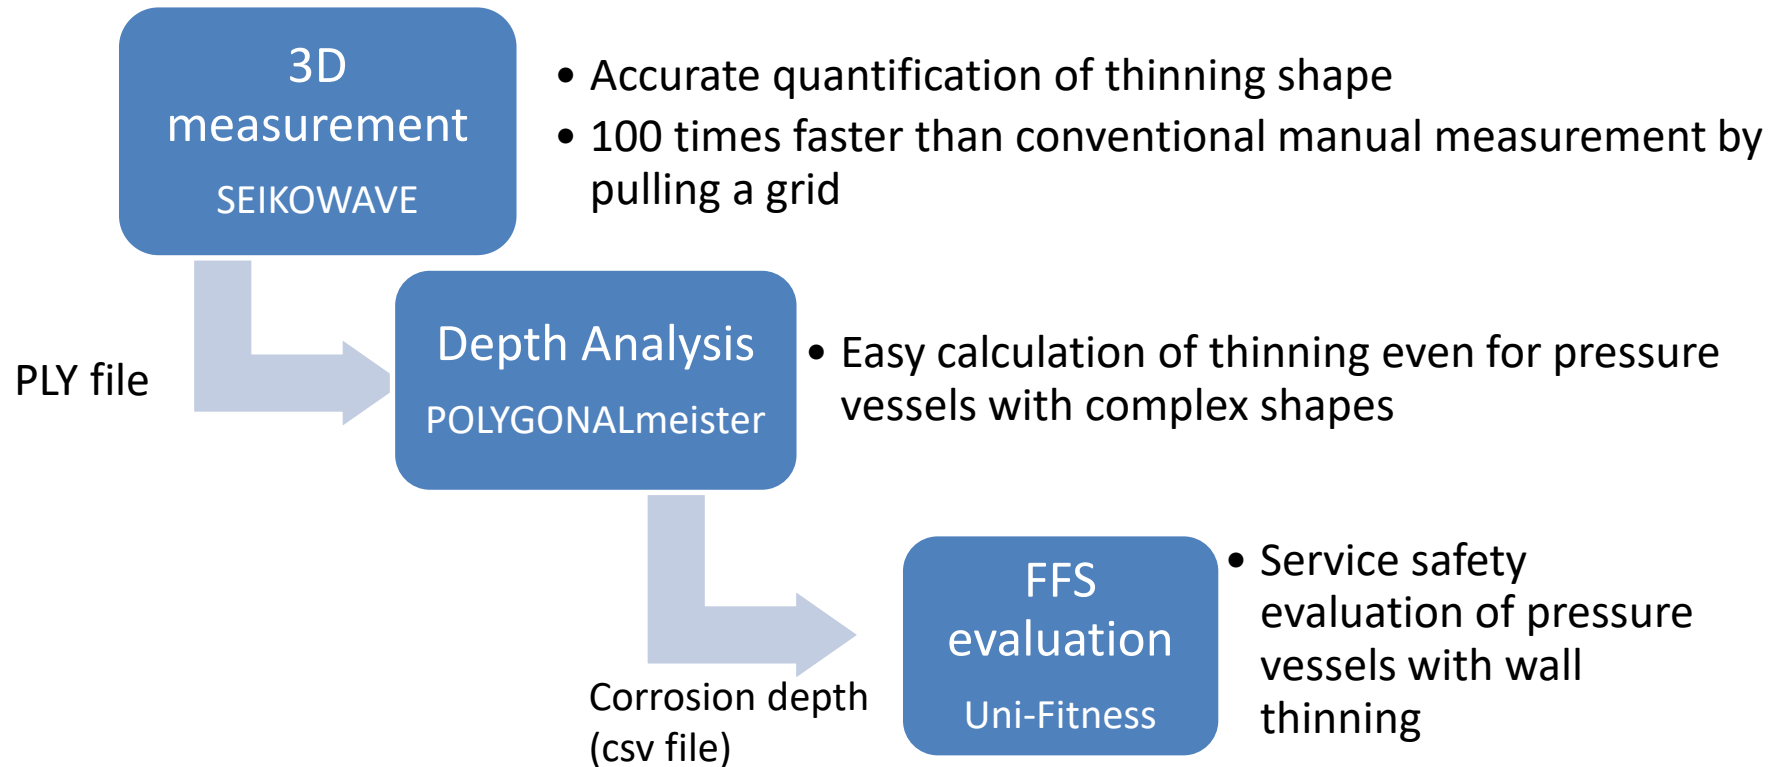 3D
measurement
SEIKOWAVE
• Accurate quantification of thinning shape
• 100 times faster than conventional manual measurement by
pulling a grid
PLY file
Depth Analysis
POLYGONALmeister
• Easy calculation of thinning even for pressure
vessels with complex shapes
Corrosion depth
(csv file)
FFS
evaluation
Uni-Fitness
• Service safety
evaluation of pressure
vessels with wall
thinning